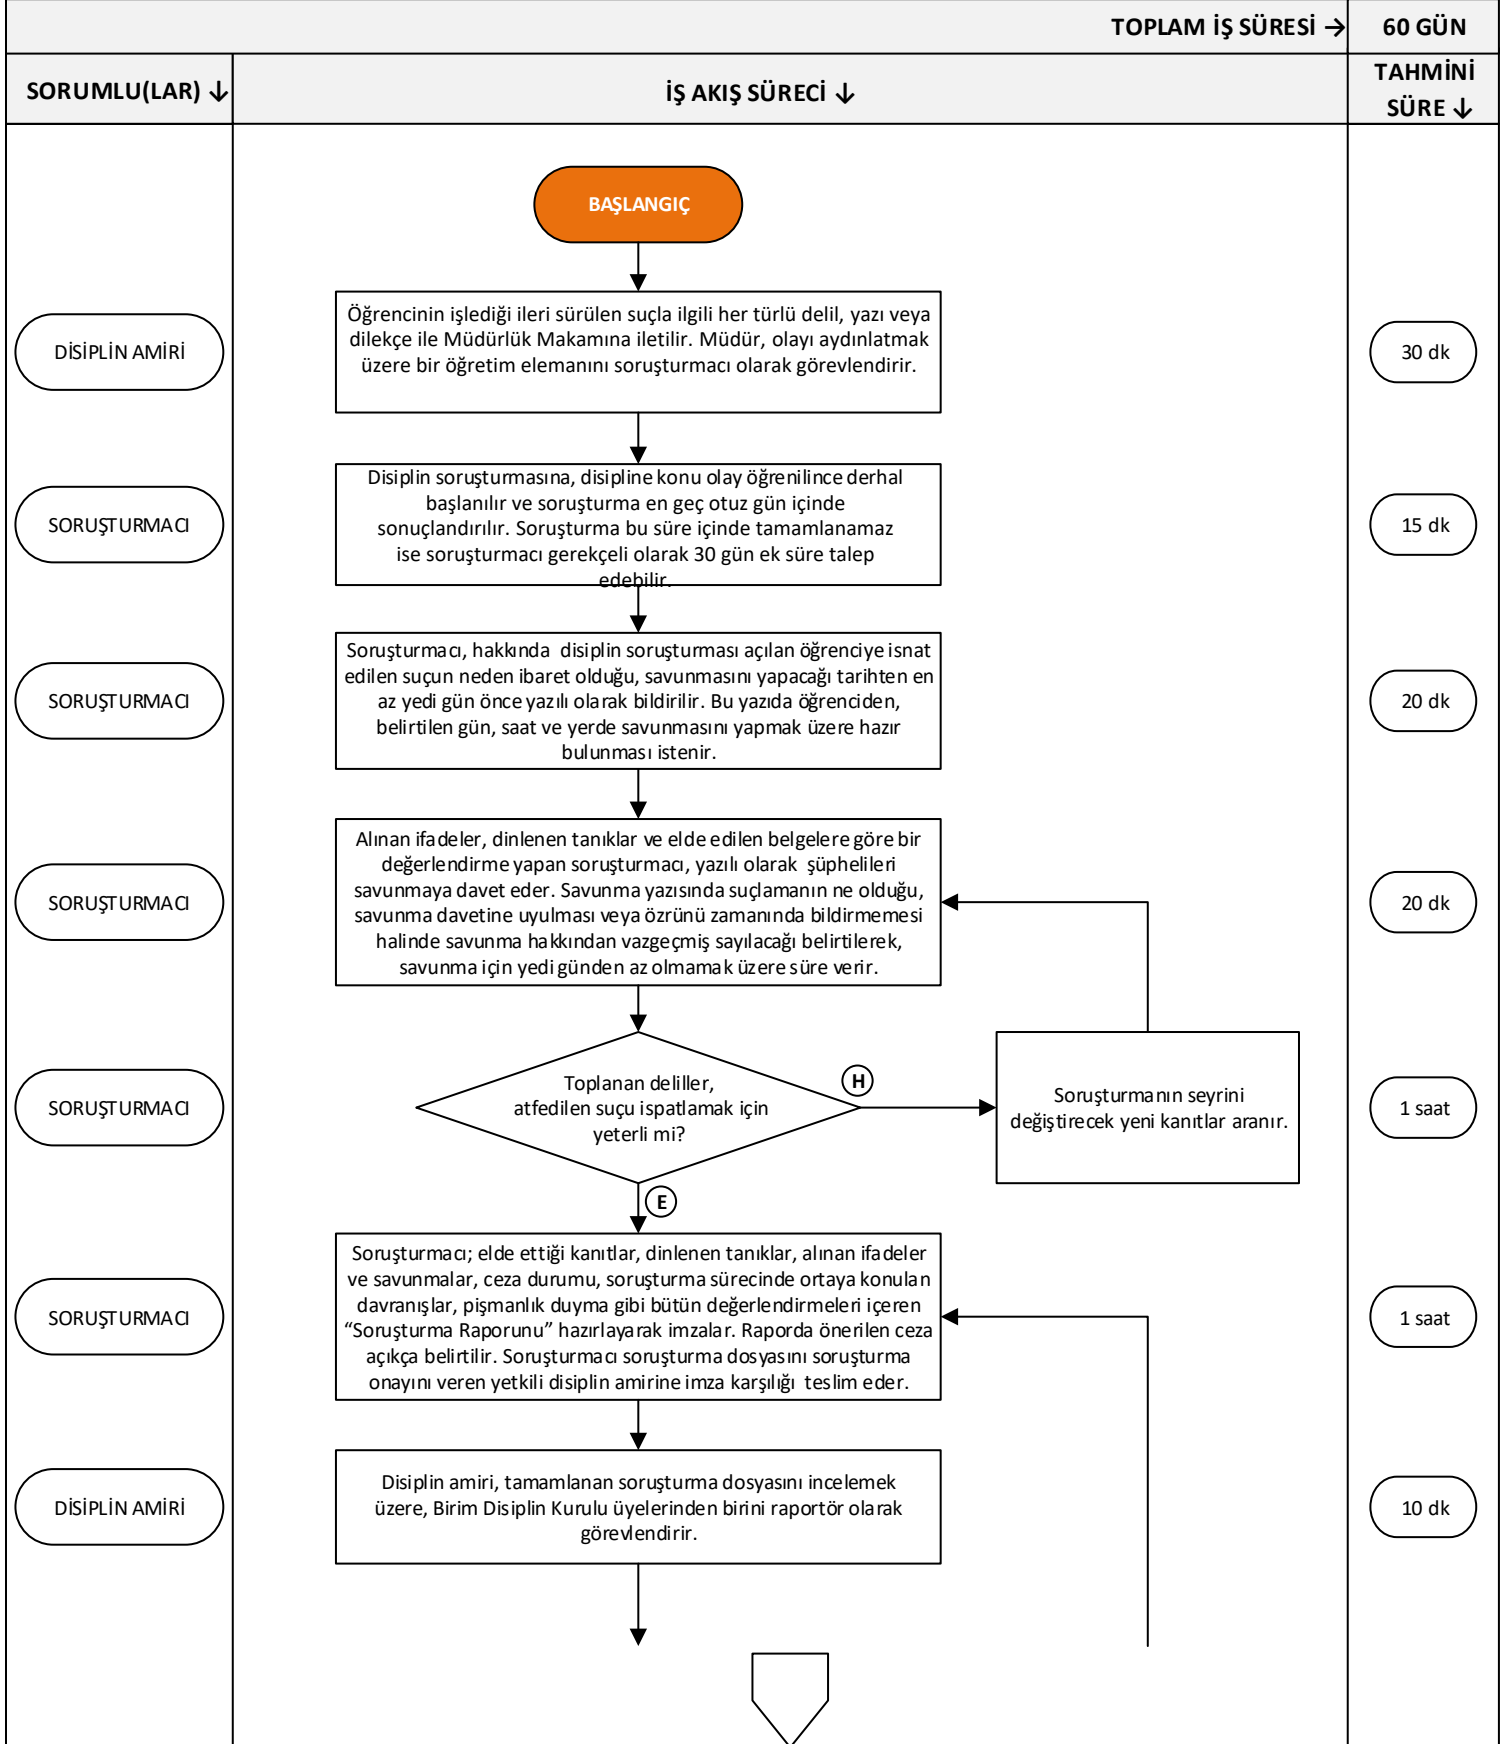 TOPLAM İŞ SÜRESİ →
60 GÜN
SORUMLU(LAR) ↓
İŞ AKIŞ SÜRECİ ↓
TAHMİNİ
SÜRE ↓
BAŞLANGIÇ
DİSİPLİN AMİRİ
Öğrencinin işlediği ileri sürülen suçla ilgili her türlü delil, yazı veya
dilekçe ile Müdürlük Makamına iletilir. Müdür, olayı aydınlatmak
üzere bir öğretim elemanını soruşturmacı olarak görevlendirir.
30 dk
SORUŞTURMACI
Disiplin soruşturmasına, disipline konu olay öğrenilince derhal
başlanılır ve soruşturma en geç otuz gün içinde
sonuçlandırılır. Soruşturma bu süre içinde tamamlanamaz
ise soruşturmacı gerekçeli olarak 30 gün ek süre talep
edebilir.
15 dk
SORUŞTURMACI
Soruşturmacı, hakkında disiplin soruşturması açılan öğrenciye isnat
edilen suçun neden ibaret olduğu, savunmasını yapacağı tarihten en
az yedi gün önce yazılı olarak bildirilir. Bu yazıda öğrenciden,
belirtilen gün, saat ve yerde savunmasını yapmak üzere hazır
bulunması istenir.
20 dk
SORUŞTURMACI
Alınan ifadeler, dinlenen tanıklar ve elde edilen belgelere göre bir
değerlendirme yapan soruşturmacı, yazılı olarak şüphelileri
savunmaya davet eder. Savunma yazısında suçlamanın ne olduğu,
savunma davetine uyulması veya özrünü zamanında bildirmemesi
halinde savunma hakkından vazgeçmiş sayılacağı belirtilerek,
savunma için yedi günden az olmamak üzere süre verir.
20 dk
SORUŞTURMACI
Toplanan deliller,
atfedilen suçu ispatlamak için
yeterli mi?
H
Soruşturmanın seyrini
değiştirecek yeni kanıtlar aranır.
1 saat
E
SORUŞTURMACI
Soruşturmacı; elde ettiği kanıtlar, dinlenen tanıklar, alınan ifadeler
ve savunmalar, ceza durumu, soruşturma sürecinde ortaya konulan
davranışlar, pişmanlık duyma gibi bütün değerlendirmeleri içeren
“Soruşturma Raporunu” hazırlayarak imzalar. Raporda önerilen ceza
açıkça belirtilir. Soruşturmacı soruşturma dosyasını soruşturma
onayını veren yetkili disiplin amirine imza karşılığı teslim eder.
1 saat
DİSİPLİN AMİRİ
Disiplin amiri, tamamlanan soruşturma dosyasını incelemek
üzere, Birim Disiplin Kurulu üyelerinden birini raportör olarak
görevlendirir.
10 dk